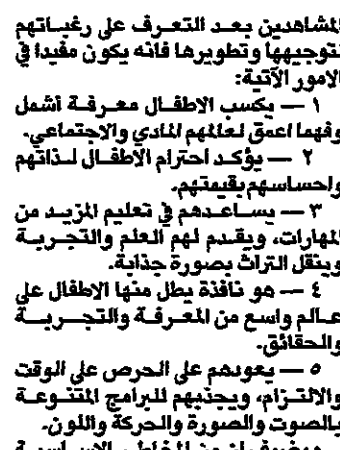 المشاهدين بعد التعرف على رغباتهم
لتوجيهها وتطويرها فانه يكون مفيدا في
الامور الآتية:
١ — يكسب الاطفال معرفة أشمل
وفهما اعمق لعالمهم المادي والاجتماعي.
٢ — يؤكد احترام الاطفال لذاتهم
واحساسهم بقيمتهم.
٣ — يساعدهم في تعليم المزيد من
المهارات، ويقدم لهم العلم والتجربة
وينقل التراث بصورة جذابة.
٤ — هو نافذة يطل منها الاطفال على
عالم واسع من المعرفة والتجربة
والحقائق.
٥ — يعودهم على الحرص على الوقت
والالتزام، ويجذبهم للبرامج المتنوعة
بالصوت والصورة والحركة واللون.